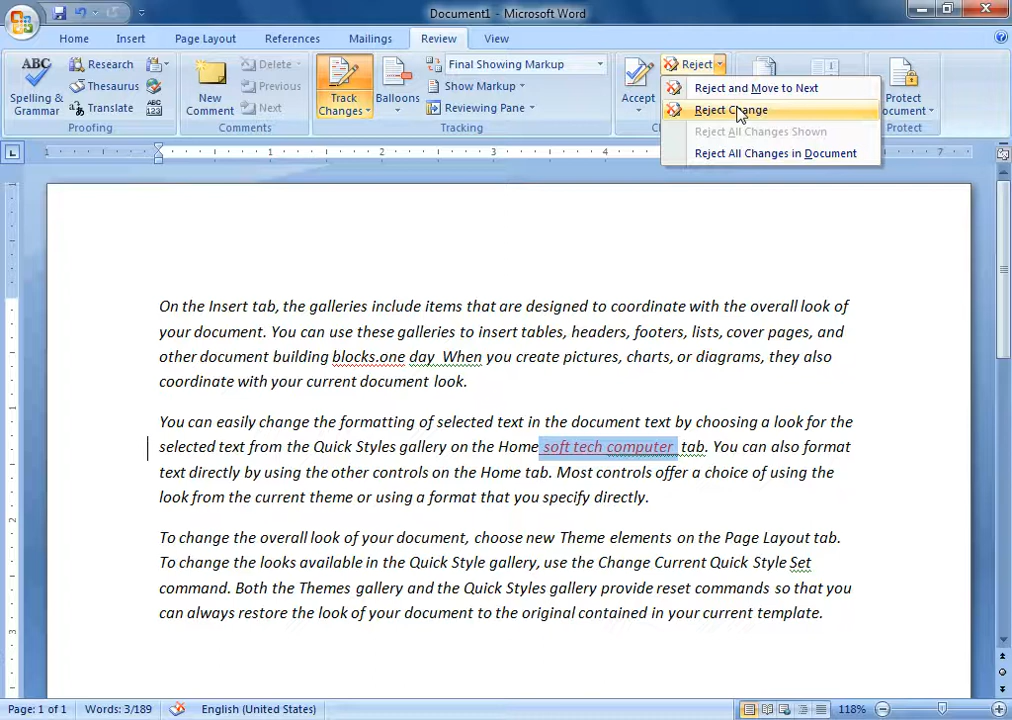 Document1 - Microsoft Word
Home Insert Page Layout References Mailings Review View
ABC Spelling & Grammar
Research
Thesaurus
Translate
ABC 123
Proofing
New Comment
Delete
Previous
Next
Comments
Track Changes
Balloons
Final Showing Markup
Show Markup
Reviewing Pane
Tracking
Accept
Reject
Reject and Move to Next
Reject Change
Reject All Changes Shown
Reject All Changes in Document
Protect Document
Protect
On the Insert tab, the galleries include items that are designed to coordinate with the overall look of
your document. You can use these galleries to insert tables, headers, footers, lists, cover pages, and
other document building blocks.one day  When you create pictures, charts, or diagrams, they also
coordinate with your current document look.
You can easily change the formatting of selected text in the document text by choosing a look for the
selected text from the Quick Styles gallery on the Home soft tech computer tab. You can also format
text directly by using the other controls on the Home tab. Most controls offer a choice of using the
look from the current theme or using a format that you specify directly.
To change the overall look of your document, choose new Theme elements on the Page Layout tab.
To change the looks available in the Quick Style gallery, use the Change Current Quick Style Set
command. Both the Themes gallery and the Quick Styles gallery provide reset commands so that you
can always restore the look of your document to the original contained in your current template.
Page: 1 of 1 Words: 3/189 English (United States) 118%